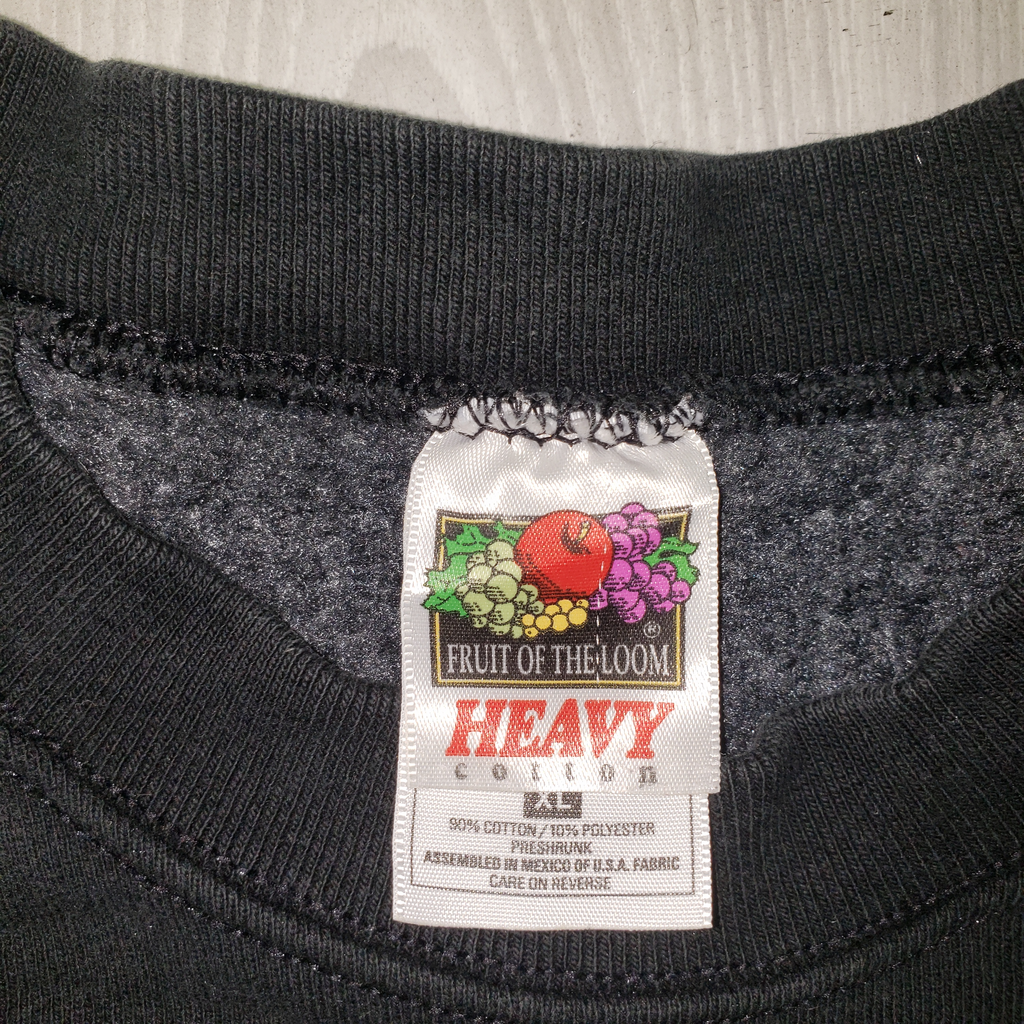 ®
FRUIT OF THE LOOM
HEAVY
cotton
XL
90% COTTON / 10% POLYESTER
PRESHRUNK
ASSEMBLED IN MEXICO OF U.S.A. FABRIC
CARE ON REVERSE